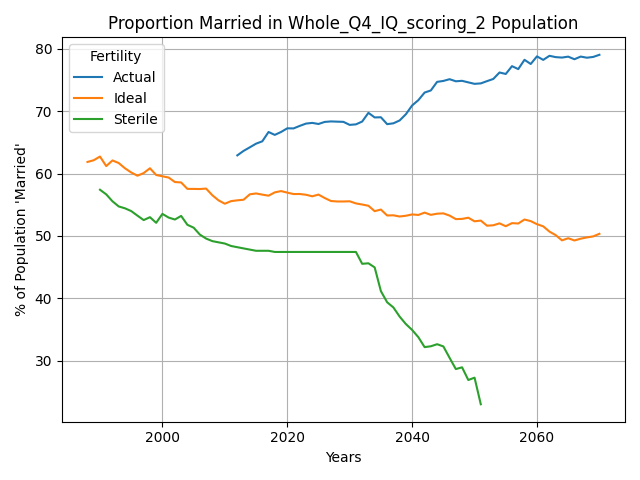 Proportion Married in Whole_Q4_IQ_scoring_2 Population
% of Population 'Married'
80
70
60
50
40
30
Fertility
Actual
Ideal
Sterile
2000
2020
2040
2060
Years